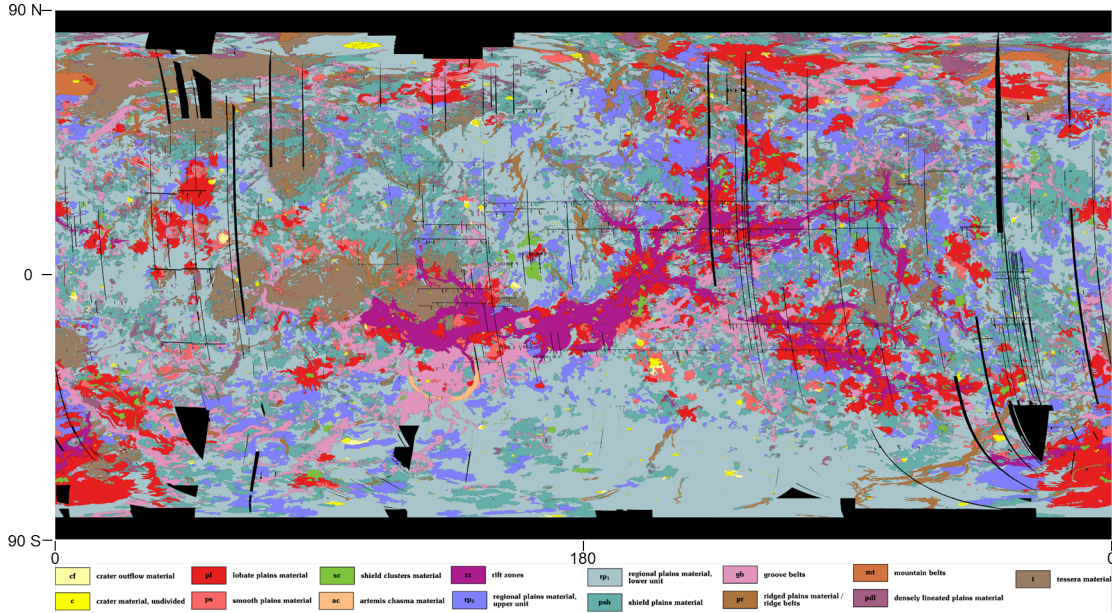 90 N
0
90 S
0
180
0
cf crater outflow material
pl lobate plains material
sc shield clusters material
rz rift zones
rp1 regional plains material, lower unit
gb groove belts
mt mountain belts
t tessera material
c crater material, undivided
ps smooth plains material
ac artemis chasma material
rp2 regional plains material, upper unit
psh shield plains material
pr ridged plains material / ridge belts
pdl densely lineated plains material